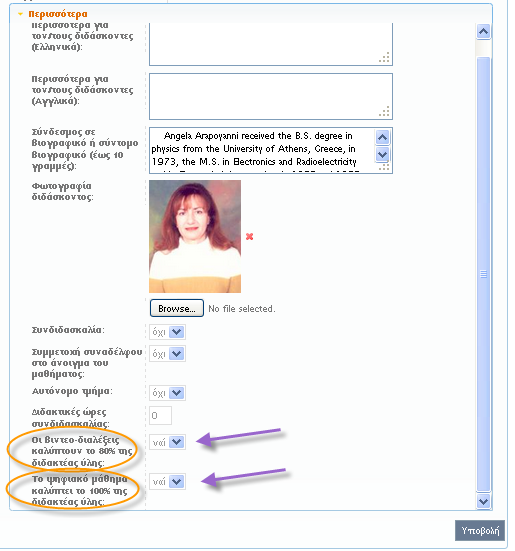 Περισσότερα
Περισσότερα για
τον/τους διδάσκοντες
(Ελληνικά):
Περισσότερα για
τον/τους διδάσκοντες
(Αγγλικά):
Σύνδεσμος σε
Βιογραφικό ή σύντομο
Βιογραφικό (έως 10
γραμμές):
Angela Arapoyanni received the B.S. degree in
physics from the University of Athens, Greece, in
1973, the M.S. in Electronics and Radioelectricity
Φωτογραφία
διδάσκοντος:
Browse... No file selected.
Συνδιδασκαλία: όχι
Συμμετοχή συναδέλφου
στο άνοιγμα του
μαθήματος: όχι
Αυτόνομο τμήμα: όχι
Διδακτικές ώρες
συνδιδασκαλίας: 0
Οι βιντεο-διαλέξεις
καλύπτουν το 80% της
διδακτέας ύλης: ναί
Το ψηφιακό μάθημα
καλύπτει το 100% της
διδακτέας ύλης: ναί
Υποβολή